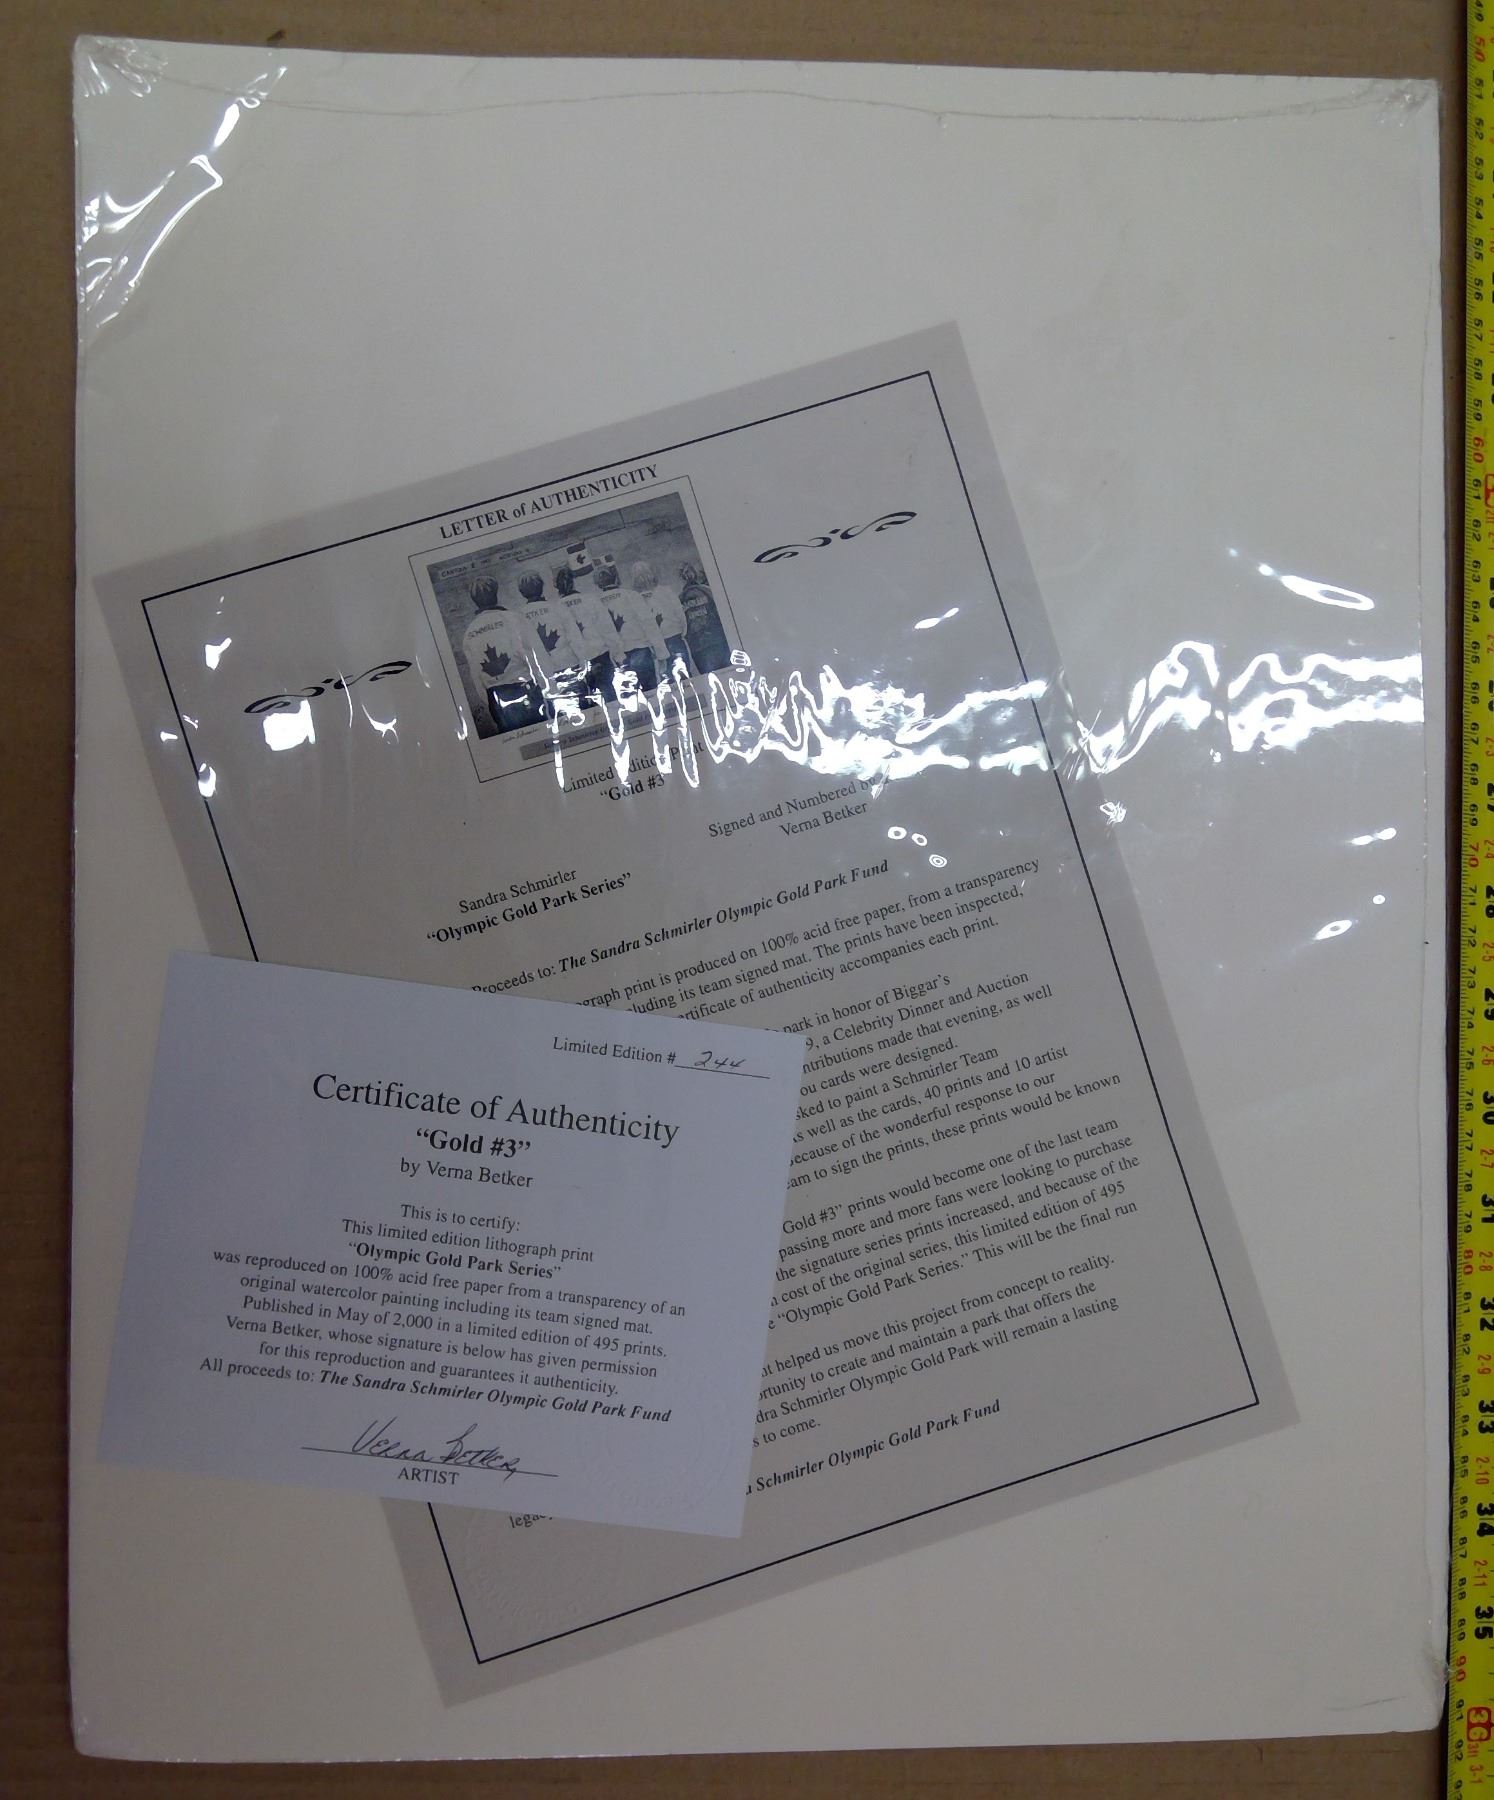 LETTER of AUTHENTICITY
SCHMIRLER
Limited Edition Print
“Gold #3”
Signed and Numbered by
Verna Betker
Sandra Schmirler
“Olympic Gold Park Series”
Proceeds to: The Sandra Schmirler Olympic Gold Park Fund
graph print is produced on 100% acid free paper, from a transparency
luding its team signed mat. The prints have been inspected,
rtificate of authenticity accompanies each print.
park in honor of Biggar’s
9, a Celebrity Dinner and Auction
ntributions made that evening, as well
ou cards were designed.
sked to paint a Schmirler Team
s well as the cards, 40 prints and 10 artist
ecause of the wonderful response to our
am to sign the prints, these prints would be known
Gold #3” prints would become one of the last team
passing more and more fans were looking to purchase
the signature series prints increased, and because of the
cost of the original series, this limited edition of 495
“Olympic Gold Park Series.” This will be the final run
nt helped us move this project from concept to reality.
ortunity to create and maintain a park that offers the
dra Schmirler Olympic Gold Park will remain a lasting
s to come.
Schmirler Olympic Gold Park Fund
lega
Limited Edition # 244
Certificate of Authenticity
“Gold #3”
by Verna Betker
This is to certify:
This limited edition lithograph print
“Olympic Gold Park Series”
was reproduced on 100% acid free paper from a transparency of an
original watercolor painting including its team signed mat.
Published in May of 2,000 in a limited edition of 495 prints.
Verna Betker, whose signature is below has given permission
for this reproduction and guarantees it authenticity.
All proceeds to: The Sandra Schmirler Olympic Gold Park Fund
Verna Betker
ARTIST